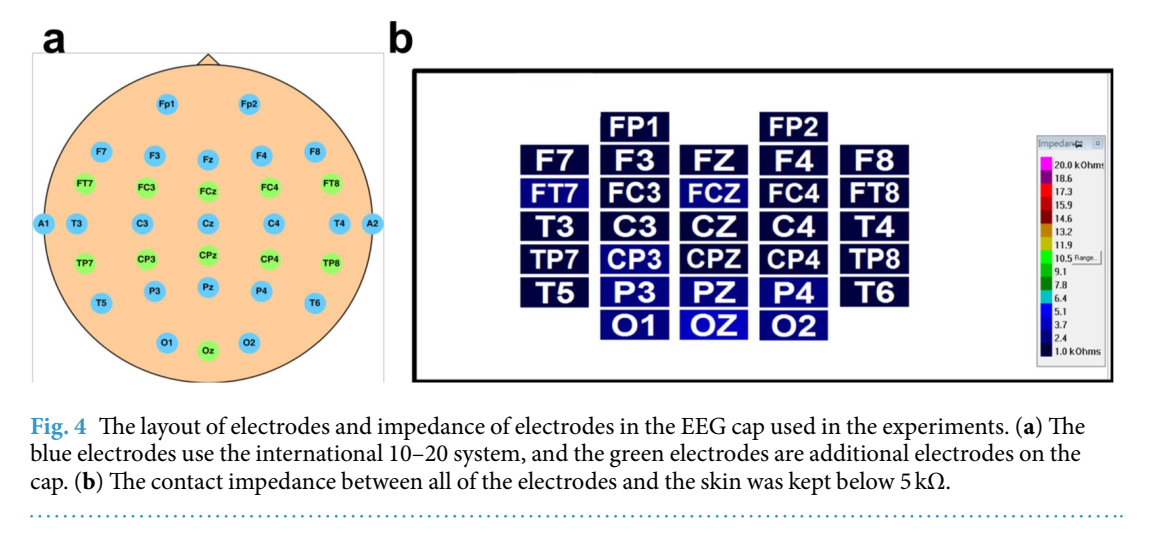 a
b
Fp1 Fp2
F7 F3 Fz F4 F8
FT7 FC3 FCz FC4 FT8
A1 T3 C3 Cz C4 T4 A2
TP7 CP3 CPz CP4 TP8
T5 P3 Pz P4 T6
O1 Oz O2
FP1 FP2
F7 F3 FZ F4 F8
FT7 FC3 FCZ FC4 FT8
T3 C3 CZ C4 T4
TP7 CP3 CPZ CP4 TP8
T5 P3 PZ P4 T6
O1 OZ O2
20.0 kOhms
18.6
17.3
15.9
14.6
13.2
11.9
10.5 Range...
9.1
7.8
6.4
5.1
3.7
2.4
1.0 kOhms
Fig. 4 The layout of electrodes and impedance of electrodes in the EEG cap used in the experiments. (a) The
blue electrodes use the international 10–20 system, and the green electrodes are additional electrodes on the
cap. (b) The contact impedance between all of the electrodes and the skin was kept below 5 kΩ.